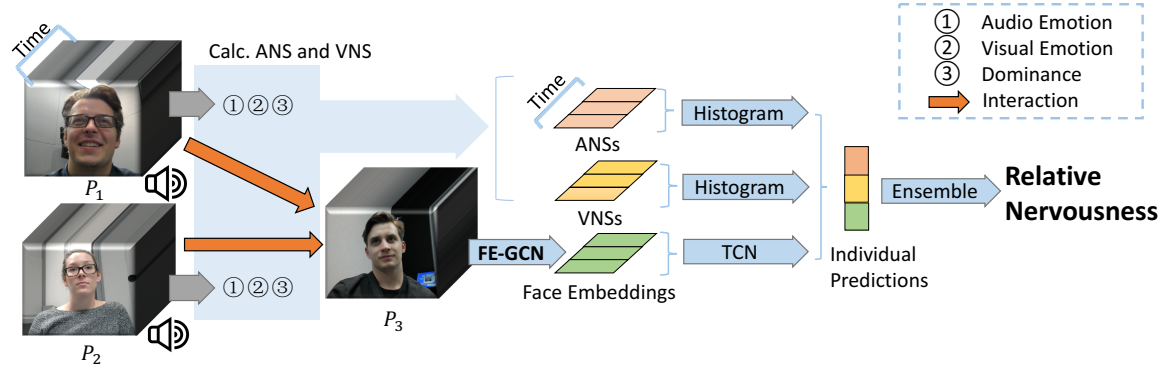 Time
Calc. ANS and VNS
①②③
P1
P2
①②③
P3
FE-GCN
Time
ANSs
VNSs
Face Embeddings
Histogram
Histogram
TCN
Individual
Predictions
Ensemble
Relative
Nervousness
① Audio Emotion
② Visual Emotion
③ Dominance
Interaction